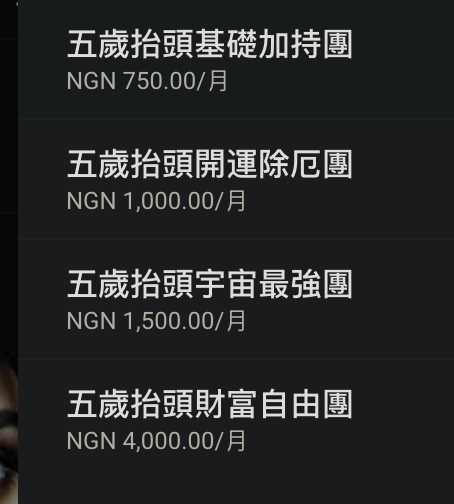 五歲抬頭基礎加持團
NGN 750.00/月
五歲抬頭開運除厄團
NGN 1,000.00/月
五歲抬頭宇宙最強團
NGN 1,500.00/月
五歲抬頭財富自由團
NGN 4,000.00/月